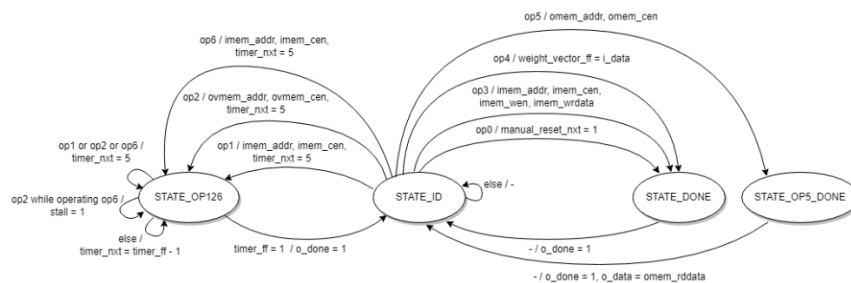 op5 / omem_addr, omem_cen
op6 / imem_addr, imem_cen,
timer_nxt = 5
op4 / weight_vector_ff = i_data
op2 / ovmem_addr, ovmem_cen,
timer_nxt = 5
op3 / imem_addr, imem_cen,
imem_wen, imem_wrdata
op0 / manual_reset_nxt = 1
op1 or op2 or op6 /
timer_nxt = 5
op1 / imem_addr, imem_cen,
timer_nxt = 5
STATE_OP126
STATE_ID
else / -
STATE_DONE
STATE_OP5_DONE
op2 while operating op6 /
stall = 1
else /
timer_nxt = timer_ff - 1
timer_ff = 1 / o_done = 1
- / o_done = 1
- / o_done = 1, o_data = omem_rddata